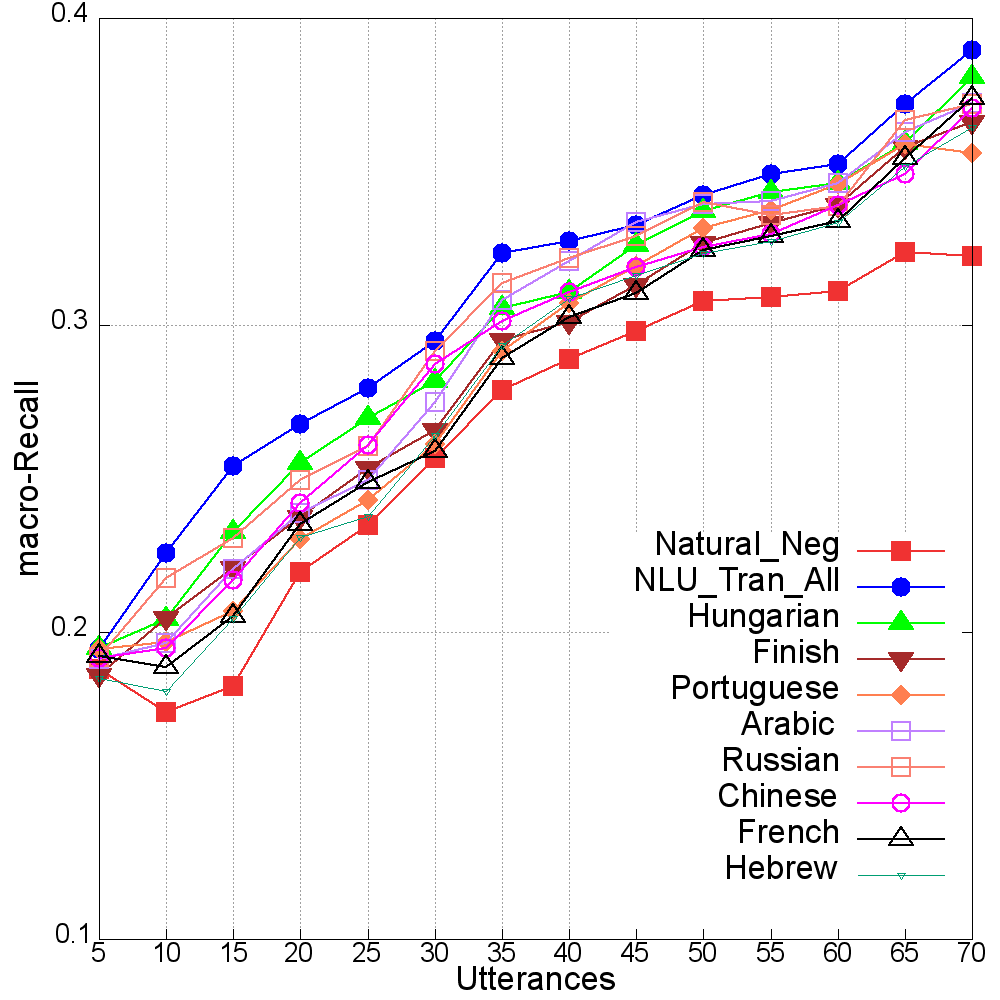 0.4
0.3
0.2
0.1
macro-Recall
Natural_Neg
NLU_Tran_All
Hungarian
Finish
Portuguese
Arabic
Russian
Chinese
French
Hebrew
5 10 15 20 25 30 35 40 45 50 55 60 65 70
Utterances